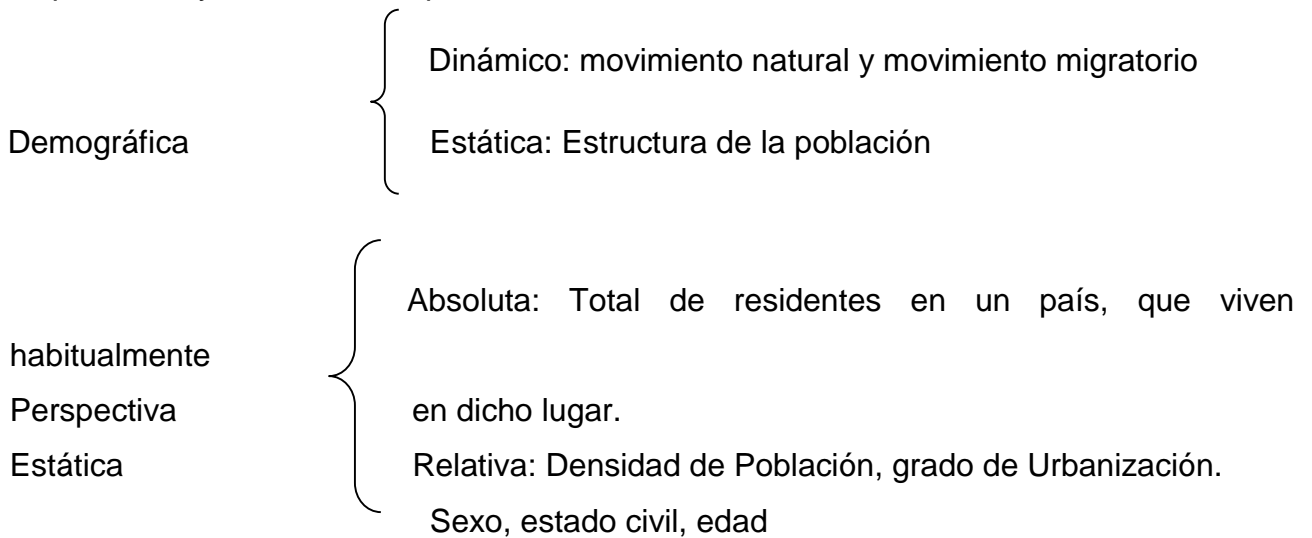 Dinámico: movimiento natural y movimiento migratorio
Demográfica Estática: Estructura de la población
Absoluta: Total de residentes en un país, que viven
habitualmente
Perspectiva en dicho lugar.
Estática Relativa: Densidad de Población, grado de Urbanización.
Sexo, estado civil, edad